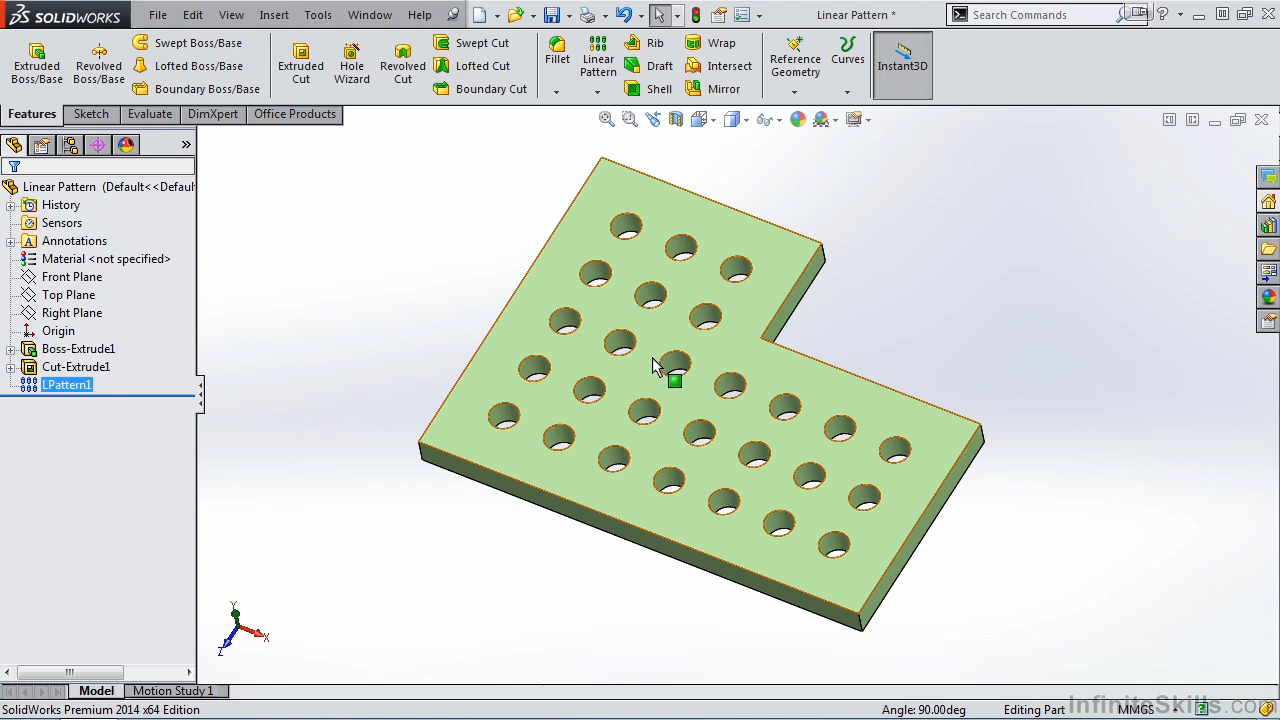 SOLIDWORKS File Edit View Insert Tools Window Help Linear Pattern * Search Commands
Extruded Boss/Base
Revolved Boss/Base
Swept Boss/Base
Lofted Boss/Base
Boundary Boss/Base
Extruded Cut
Hole Wizard
Revolved Cut
Swept Cut
Lofted Cut
Boundary Cut
Fillet
Linear Pattern
Rib
Draft
Shell
Wrap
Intersect
Mirror
Reference Geometry
Curves
Instant3D
Features Sketch Evaluate DimXpert Office Products
Linear Pattern (Default<<Defau
History
Sensors
A Annotations
Material <not specified>
Front Plane
Top Plane
Right Plane
Origin
Boss-Extrude1
Cut-Extrude1
LPattern1
Y
X
Z
Model Motion Study 1
SolidWorks Premium 2014 x64 Edition Angle: 90.00deg Editing Part MMGS
InfiniteSkills.com